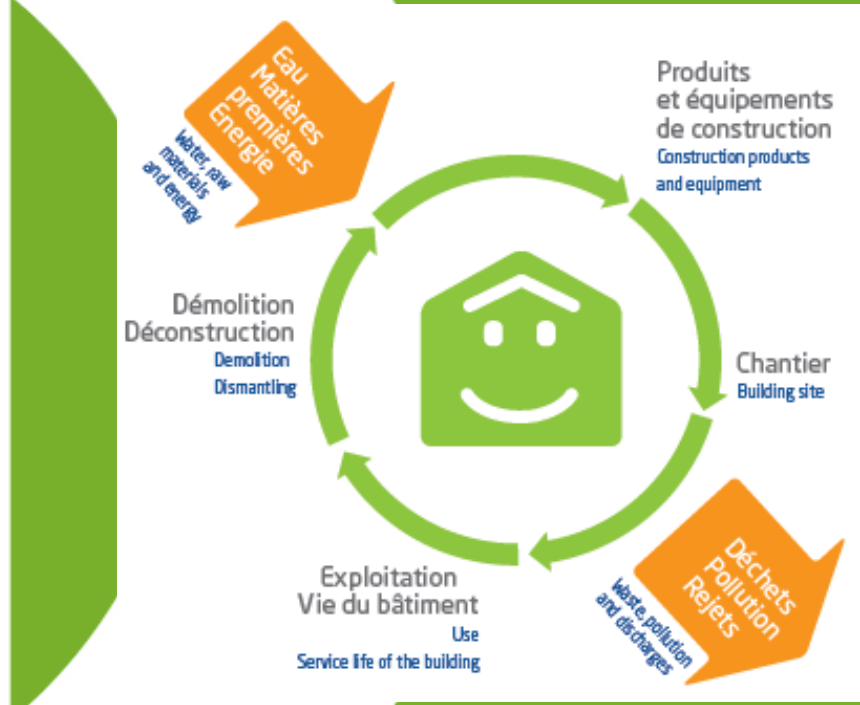 Eau
Matières
premières
Energie
Water, raw
materials
and energy
Produits
et équipements
de construction
Construction products
and equipment
Démolition
Déconstruction
Demolition
Dismantling
Chantier
Building site
Exploitation
Vie du bâtiment
Use
Service life of the building
Déchets
Pollution
Rejets
Waste, pollution
and discharges